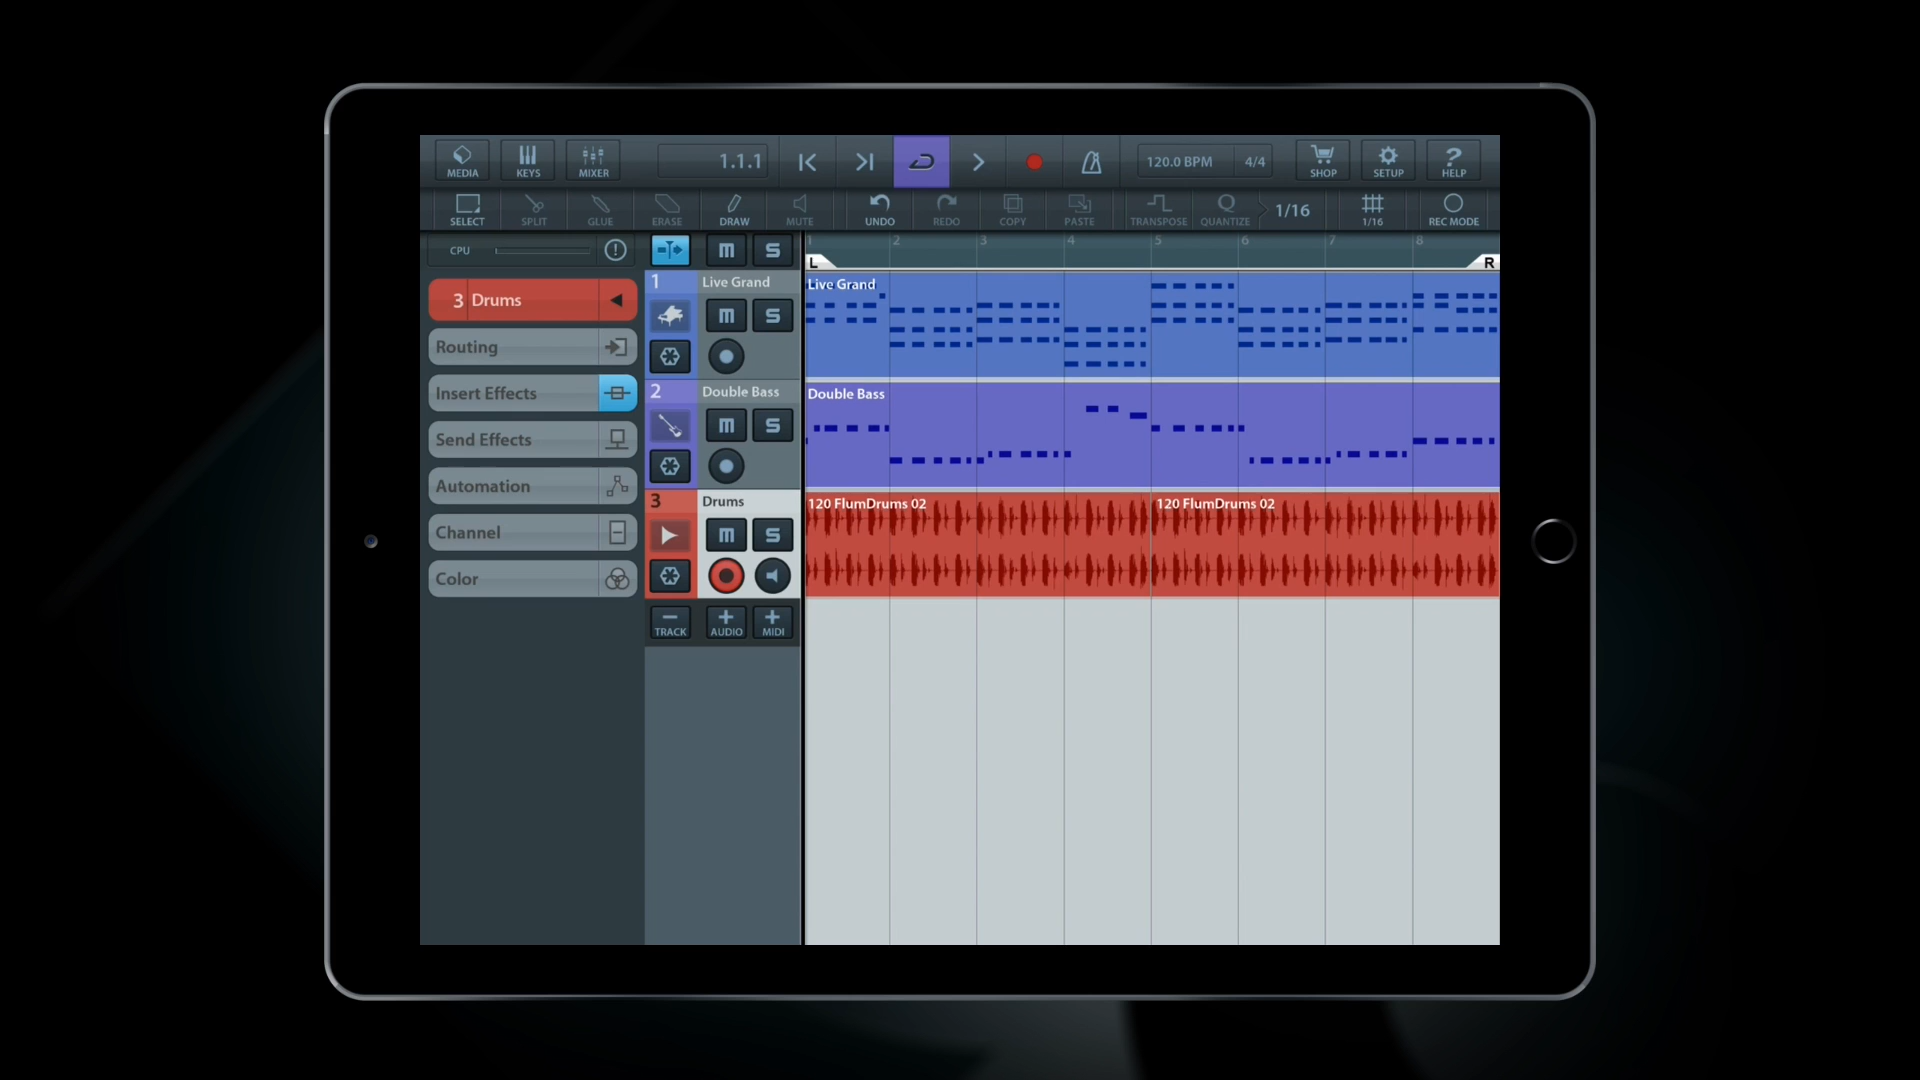 MEDIA KEYS MIXER 1.1.1 120.0 BPM 4/4 SHOP SETUP ? HELP
SELECT SPLIT GLUE ERASE DRAW MUTE UNDO REDO COPY PASTE TRANSPOSE Q QUANTIZE 1/16 1/16 REC MODE
CPU ! M S 1 2 3 4 5 6 7 8
L R
3 Drums
Routing
Insert Effects
Send Effects
Automation
Channel
Color
1 Live Grand
M S
2 Double Bass
M S
3 Drums
M S
TRACK AUDIO MIDI
Live Grand
Double Bass
120 FlumDrums 02 120 FlumDrums 02